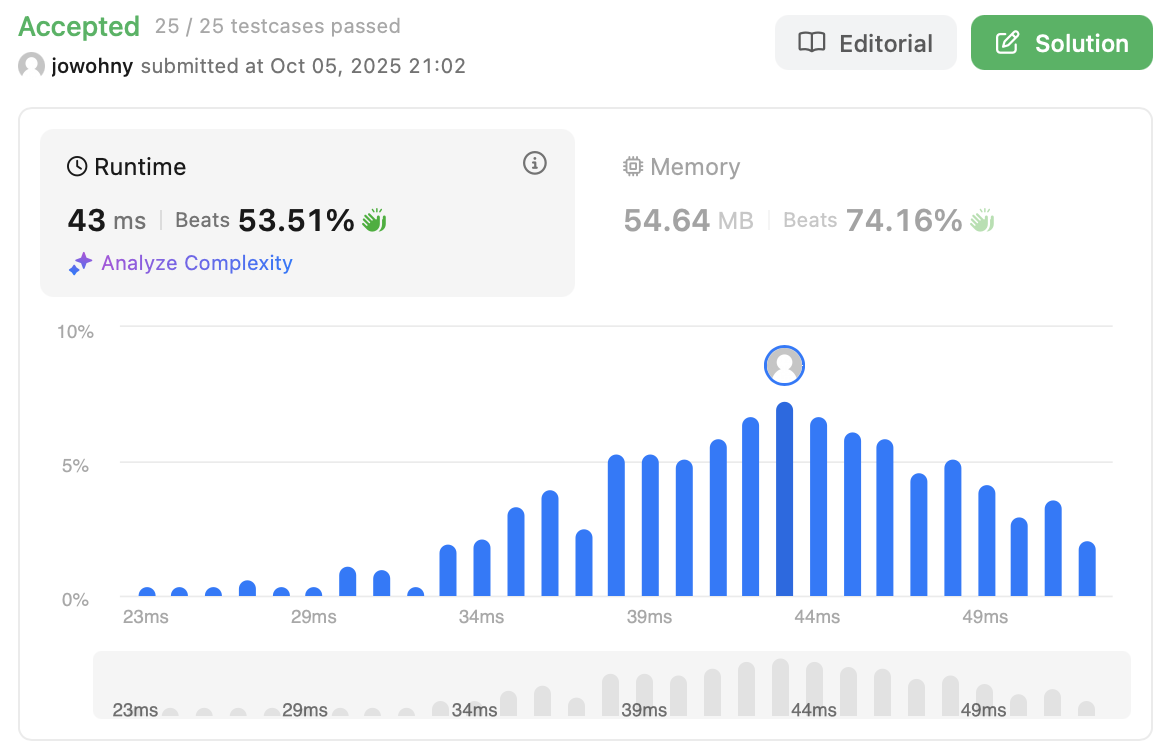 Accepted 25 / 25 testcases passed
jowohny submitted at Oct 05, 2025 21:02
Editorial
Solution
Runtime
43 ms Beats 53.51%
Analyze Complexity
Memory
54.64 MB Beats 74.16%
10%
5%
0%
23ms 29ms 34ms 39ms 44ms 49ms
23ms 29ms 34ms 39ms 44ms 49ms